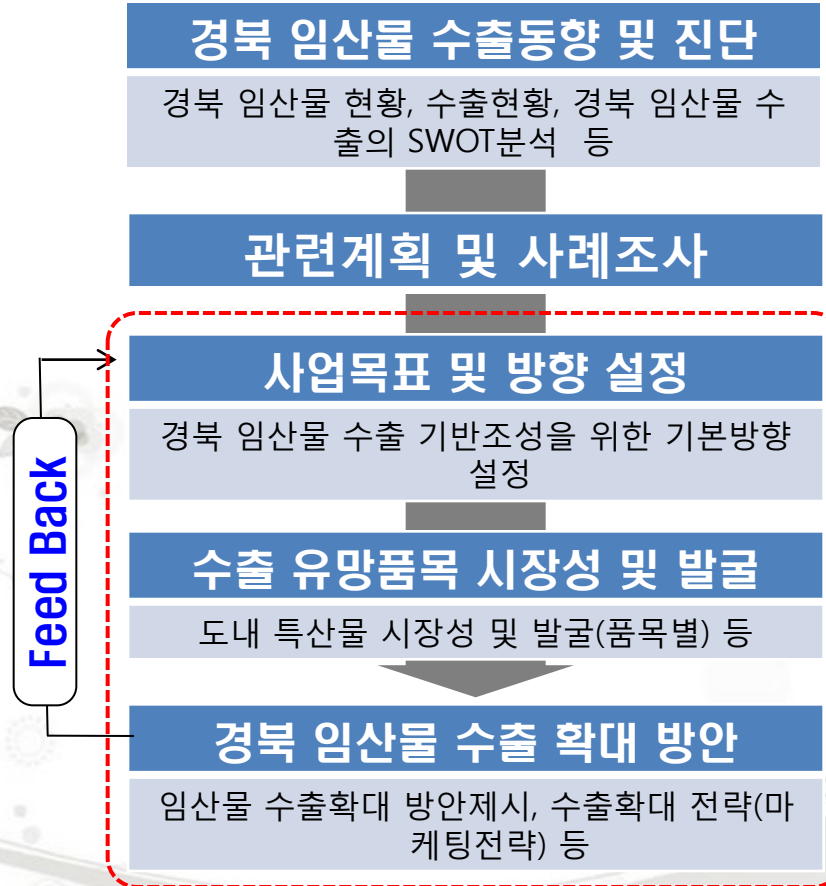 경북 임산물 수출동향 및 진단
경북 임산물 현황, 수출현황, 경북 임산물 수
출의 SWOT분석 등
관련계획 및 사례조사
사업목표 및 방향 설정
경북 임산물 수출 기반조성을 위한 기본방향
설정
수출 유망품목 시장성 및 발굴
도내 특산물 시장성 및 발굴(품목별) 등
경북 임산물 수출 확대 방안
임산물 수출확대 방안제시, 수출확대 전략(마
케팅전략) 등
Feed Back